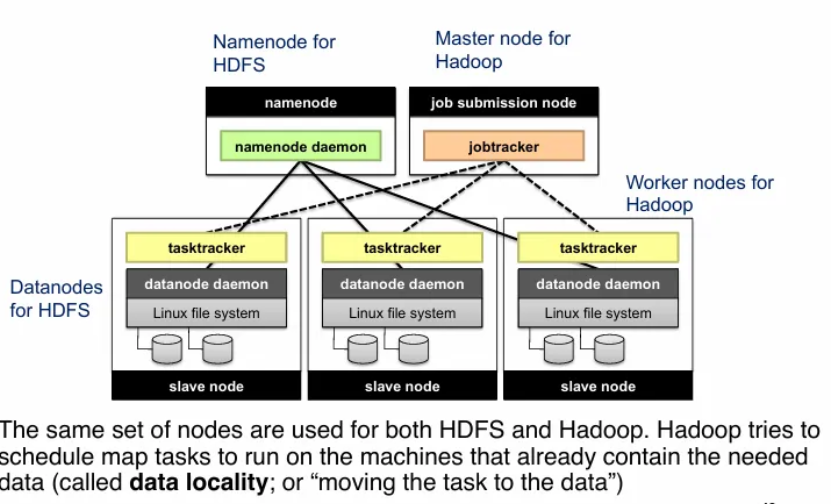 Namenode for
HDFS
Master node for
Hadoop
namenode
job submission node
namenode daemon
jobtracker
Worker nodes for
Hadoop
tasktracker
tasktracker
tasktracker
Datanodes
for HDFS
datanode daemon
datanode daemon
datanode daemon
Linux file system
Linux file system
Linux file system
slave node
slave node
slave node
The same set of nodes are used for both HDFS and Hadoop. Hadoop tries to
schedule map tasks to run on the machines that already contain the needed
data (called data locality; or “moving the task to the data”)